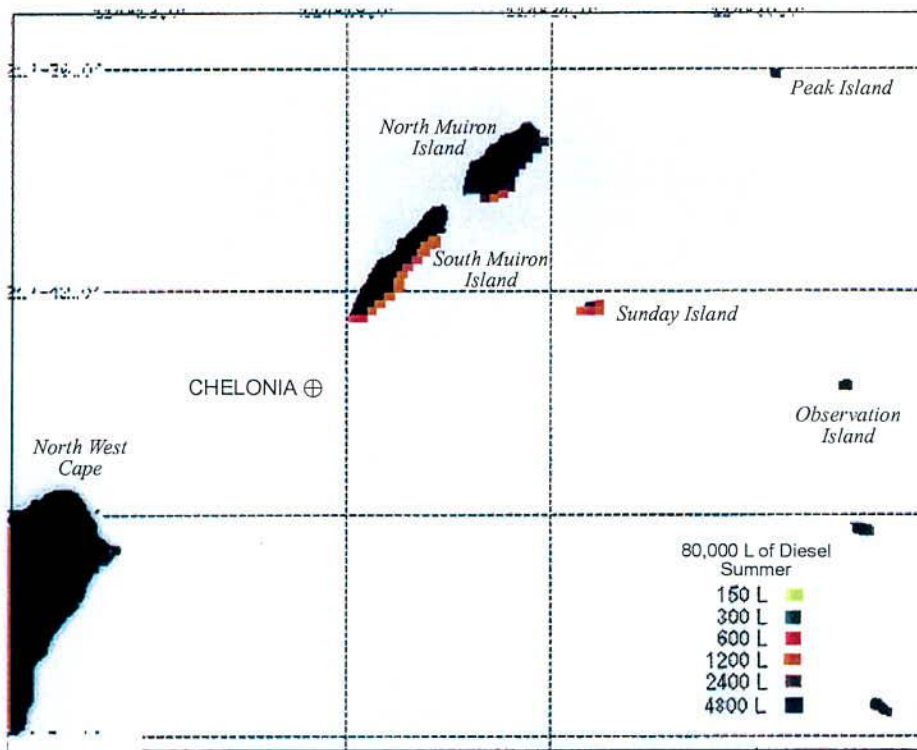 Peak Island
North Muiron
Island
South Muiron
Island
Sunday Island
CHELONIA
Observation
Island
North West
Cape
80,000 L of Diesel
Summer
150 L
300 L
600 L
1200 L
2400 L
4800 L